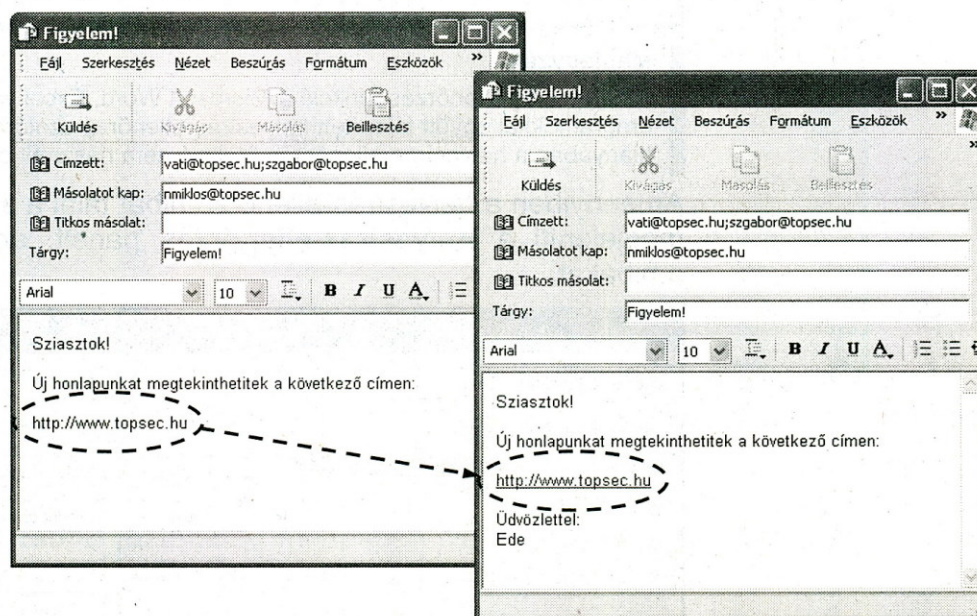 Figyelem!
Fájl Szerkesztés Nézet Beszúrás Formátum Eszközök »
Küldés Kivágás Másolás Beillesztés
Címzett: vati@topsec.hu;szgabor@topsec.hu
Másolatot kap: nmiklos@topsec.hu
Titkos másolat:
Tárgy: Figyelem!
Arial 10 B I U A
Sziasztok!
Új honlapunkat megtekinthetitek a következő címen:
http://www.topsec.hu
Figyelem!
Fájl Szerkesztés Nézet Beszúrás Formátum Eszközök »
Küldés Kivágás Másolás Beillesztés
Címzett: vati@topsec.hu;szgabor@topsec.hu
Másolatot kap: nmiklos@topsec.hu
Titkos másolat:
Tárgy: Figyelem!
Arial 10 B I U A
Sziasztok!
Új honlapunkat megtekinthetitek a következő címen:
http://www.topsec.hu
Üdvözlettel:
Ede